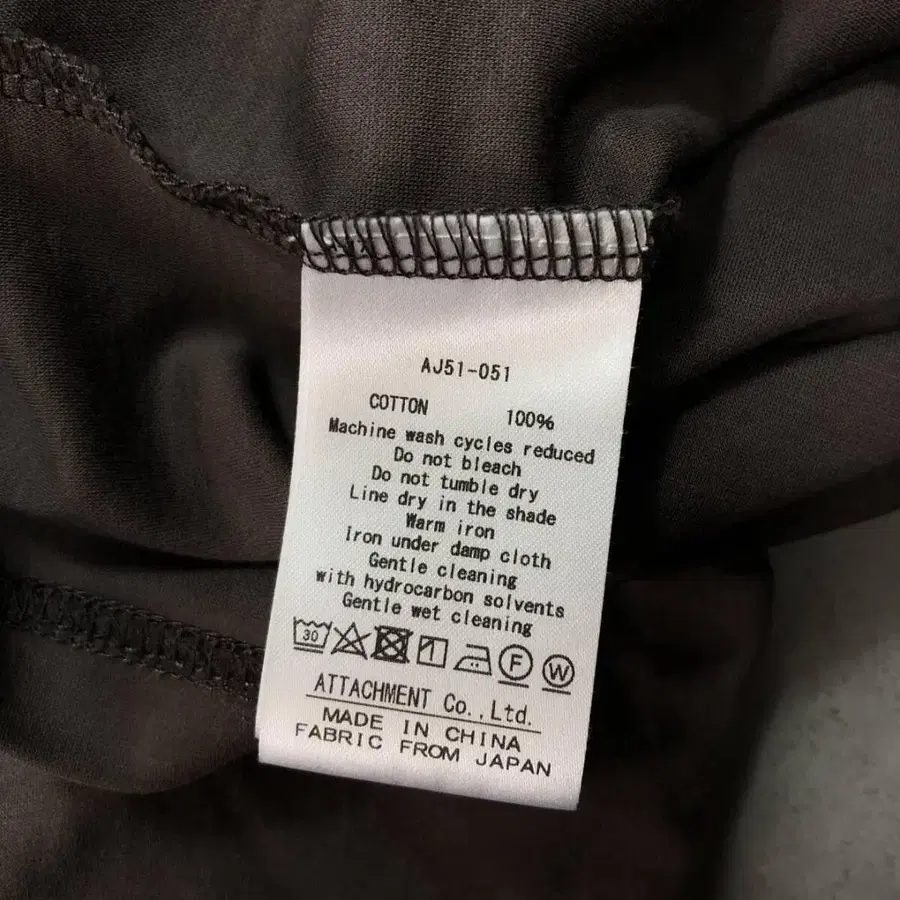 AJ51-051
COTTON 100%
Machine wash cycles reduced
Do not bleach
Do not tumble dry
Line dry in the shade
Warm iron
Iron under damp cloth
Gentle cleaning
with hydrocarbon solvents
Gentle wet cleaning
30 F W
ATTACHMENT Co.,Ltd.
MADE IN CHINA
FABRIC FROM JAPAN